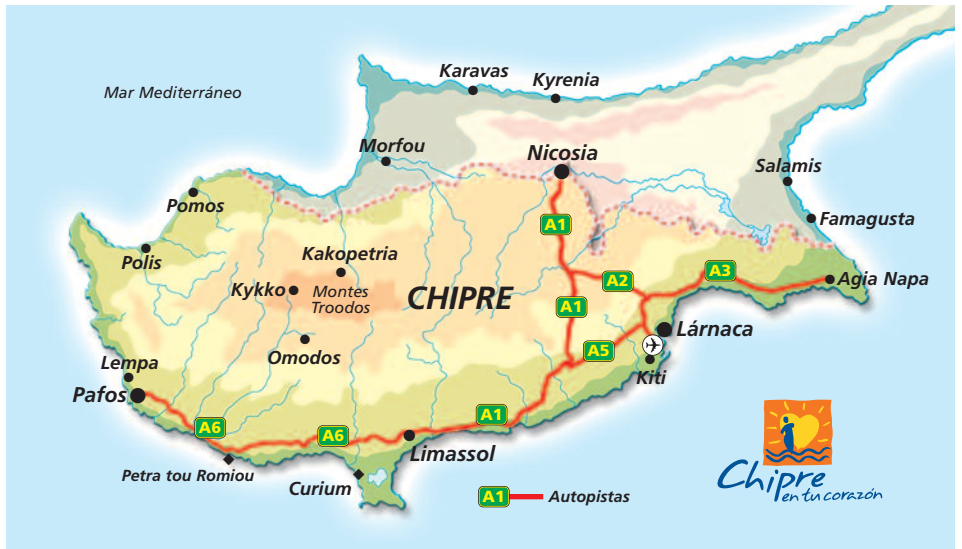 Mar Mediterráneo
Karavas
Kyrenia
Morfou
Nicosia
Salamis
Famagusta
Pomos
Polis
Kakopetria
Kykko
Montes
Troodos
CHIPRE
A1
A2
A3
Agia Napa
A1
Lárnaca
Omodos
A5
Kiti
Lempa
Pafos
A6
A6
A1
Limassol
Petra tou Romiou
Curium
A1 Autopistas
Chipre
en tu corazón